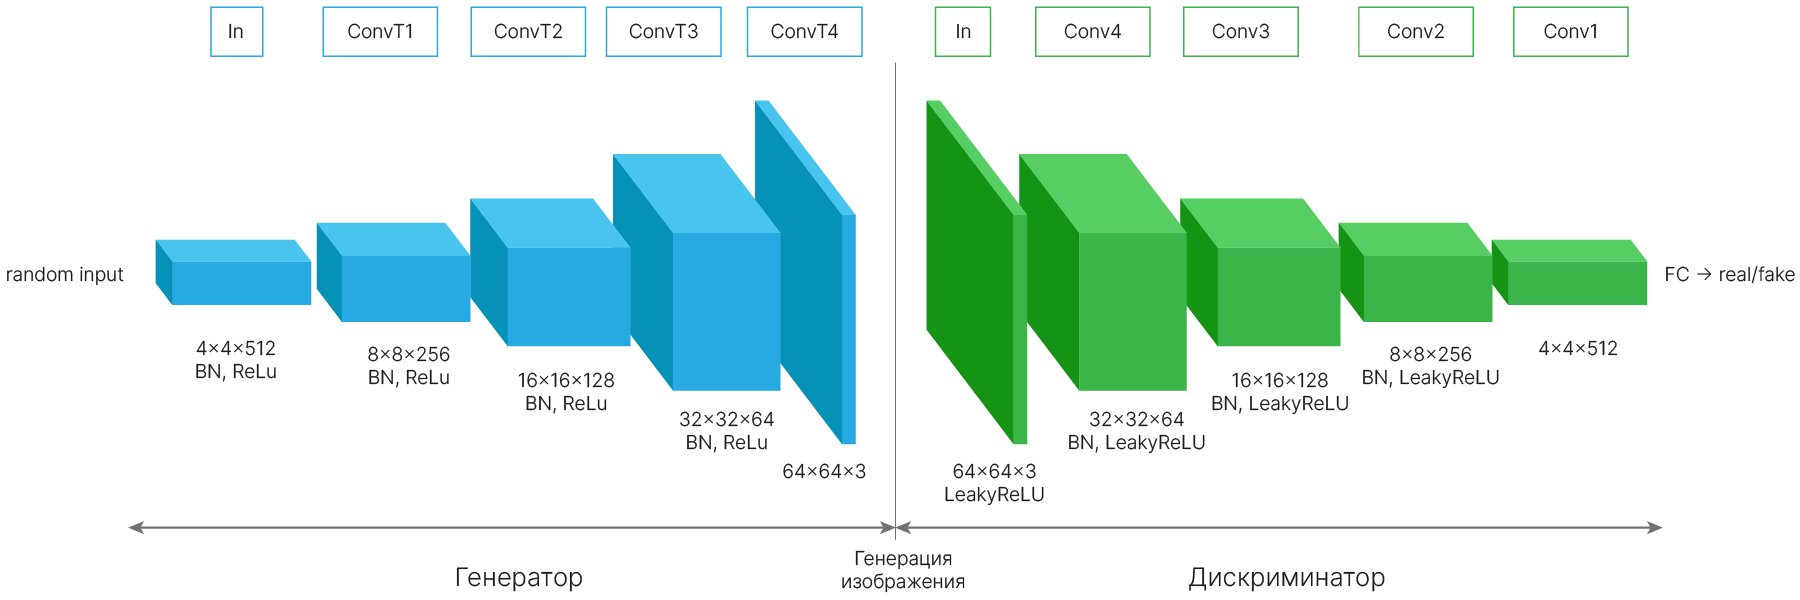 In
ConvT1
ConvT2
ConvT3
ConvT4
In
Conv4
Conv3
Conv2
Conv1
random input
FC → real/fake
4×4×512
BN, ReLu
8×8×256
BN, ReLu
16×16×128
BN, ReLu
32×32×64
BN, ReLu
64×64×3
64×64×3
LeakyReLU
32×32×64
BN, LeakyReLU
16×16×128
BN, LeakyReLU
8×8×256
BN, LeakyReLU
4×4×512
Генератор
Генерация
изображения
Дискриминатор